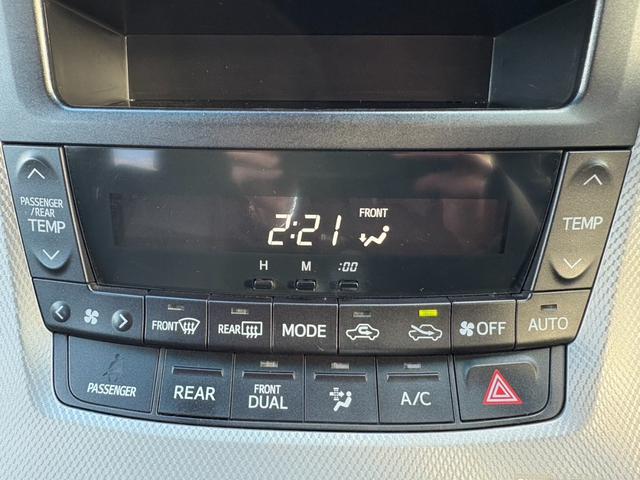 PASSENGER
/REAR
TEMP
2:21
FRONT
H M :00
TEMP
FRONT
REAR
MODE
OFF
AUTO
PASSENGER
REAR
FRONT
DUAL
A/C